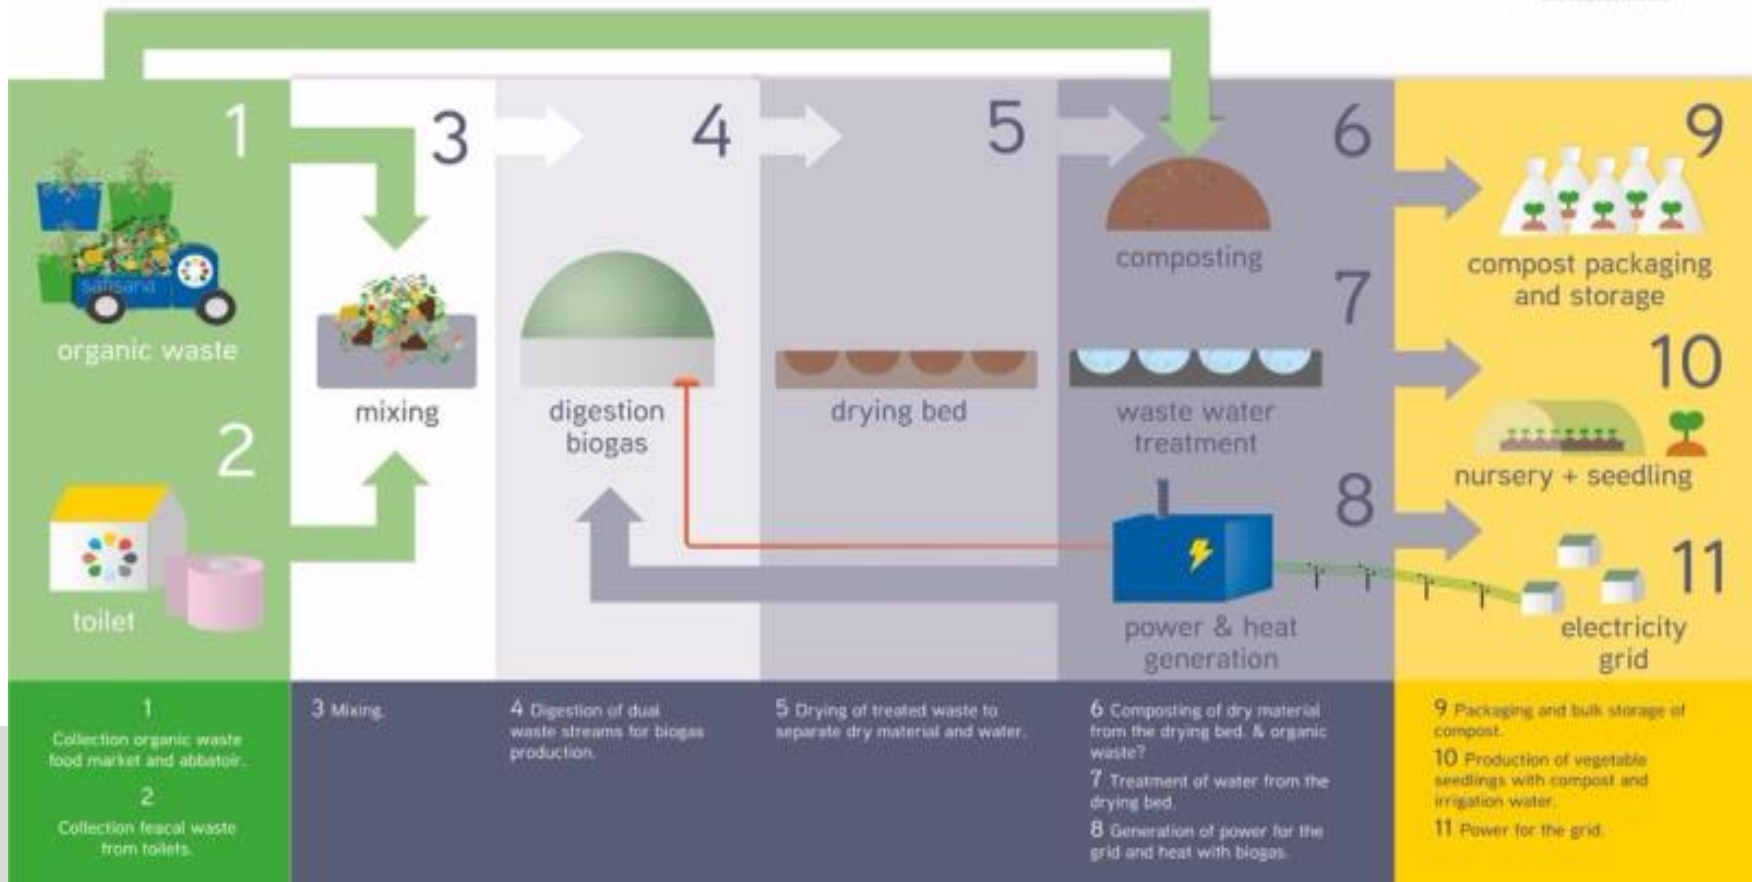 1
3
4
5
6
9
safisana
organic waste
mixing
digestion
biogas
drying bed
composting
7
waste water
treatment
compost packaging
and storage
10
nursery + seedling
2
toilet
8
power & heat
generation
11
electricity
grid
1
Collection organic waste
food market and abbatoir.
2
Collection feacal waste
from toilets.
3 Mixing.
4 Digestion of dual
waste streams for biogas
production.
5 Drying of treated waste to
separate dry material and water.
6 Composting of dry material
from the drying bed. & organic
waste?
7 Treatment of water from the
drying bed.
8 Generation of power for the
grid and heat with biogas.
9 Packaging and bulk storage of
compost.
10 Production of vegetable
seedlings with compost and
irrigation water.
11 Power for the grid.